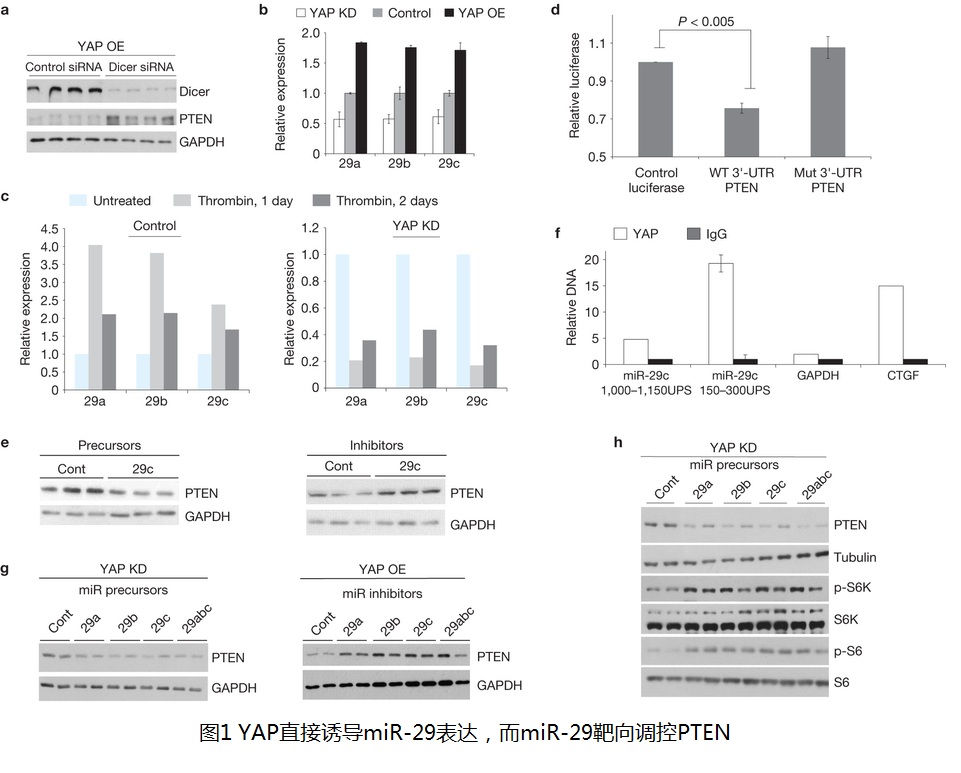 a
YAP OE
Control siRNA Dicer siRNA
Dicer
PTEN
GAPDH
b
YAP KD Control YAP OE
Relative expression
2.0
1.5
1.0
0.5
0
29a 29b 29c
d
P < 0.005
Relative luciferase
1.1
0.9
0.7
0.5
Control luciferase
WT 3'-UTR PTEN
Mut 3'-UTR PTEN
c
Untreated Thrombin, 1 day Thrombin, 2 days
Control
Relative expression
4.5
4.0
3.5
3.0
2.5
2.0
1.5
1.0
0.5
0
29a 29b 29c
YAP KD
Relative expression
1.2
1.0
0.8
0.6
0.4
0.2
0
29a 29b 29c
f
YAP IgG
Relative DNA
20
15
10
5
0
miR-29c 1,000–1,150UPS
miR-29c 150–300UPS
GAPDH
CTGF
e
Precursors
Cont 29c
PTEN
GAPDH
Inhibitors
Cont 29c
PTEN
GAPDH
g
YAP KD
miR precursors
Cont 29a 29b 29c 29abc
PTEN
GAPDH
YAP OE
miR inhibitors
Cont 29a 29b 29c 29abc
PTEN
GAPDH
h
YAP KD
miR precursors
Cont 29a 29b 29c 29abc
PTEN
Tubulin
p-S6K
S6K
p-S6
S6
图1 YAP直接诱导miR-29表达，而miR-29靶向调控PTEN